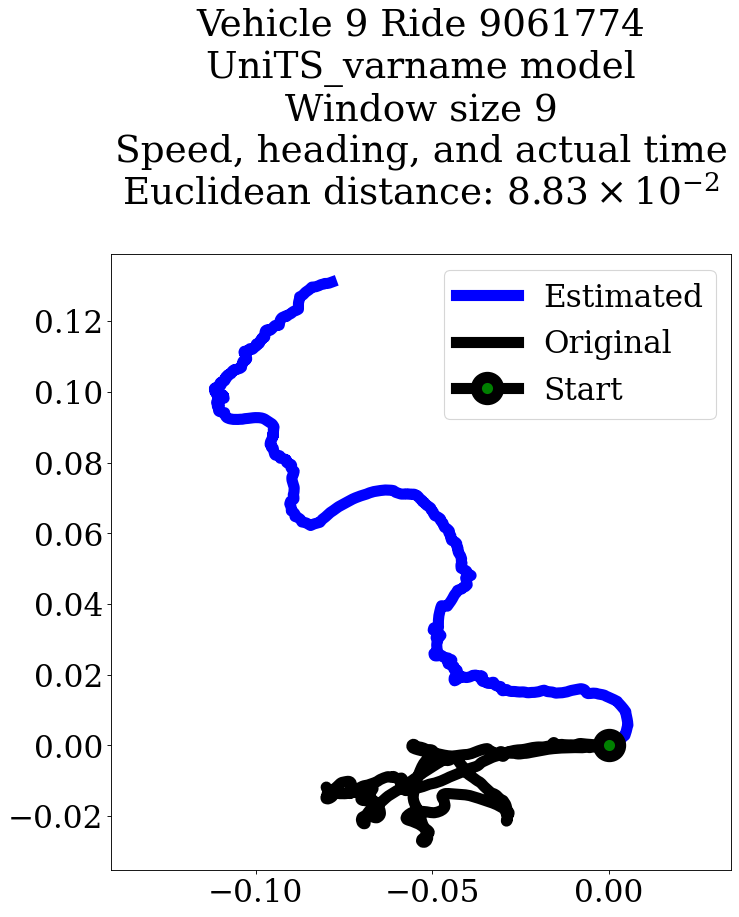 Vehicle 9 Ride 9061774
UniTS_varname model
Window size 9
Speed, heading, and actual time
Euclidean distance: 8.83 × 10⁻²
Estimated
Original
Start
0.12
0.10
0.08
0.06
0.04
0.02
0.00
−0.02
−0.10
−0.05
0.00